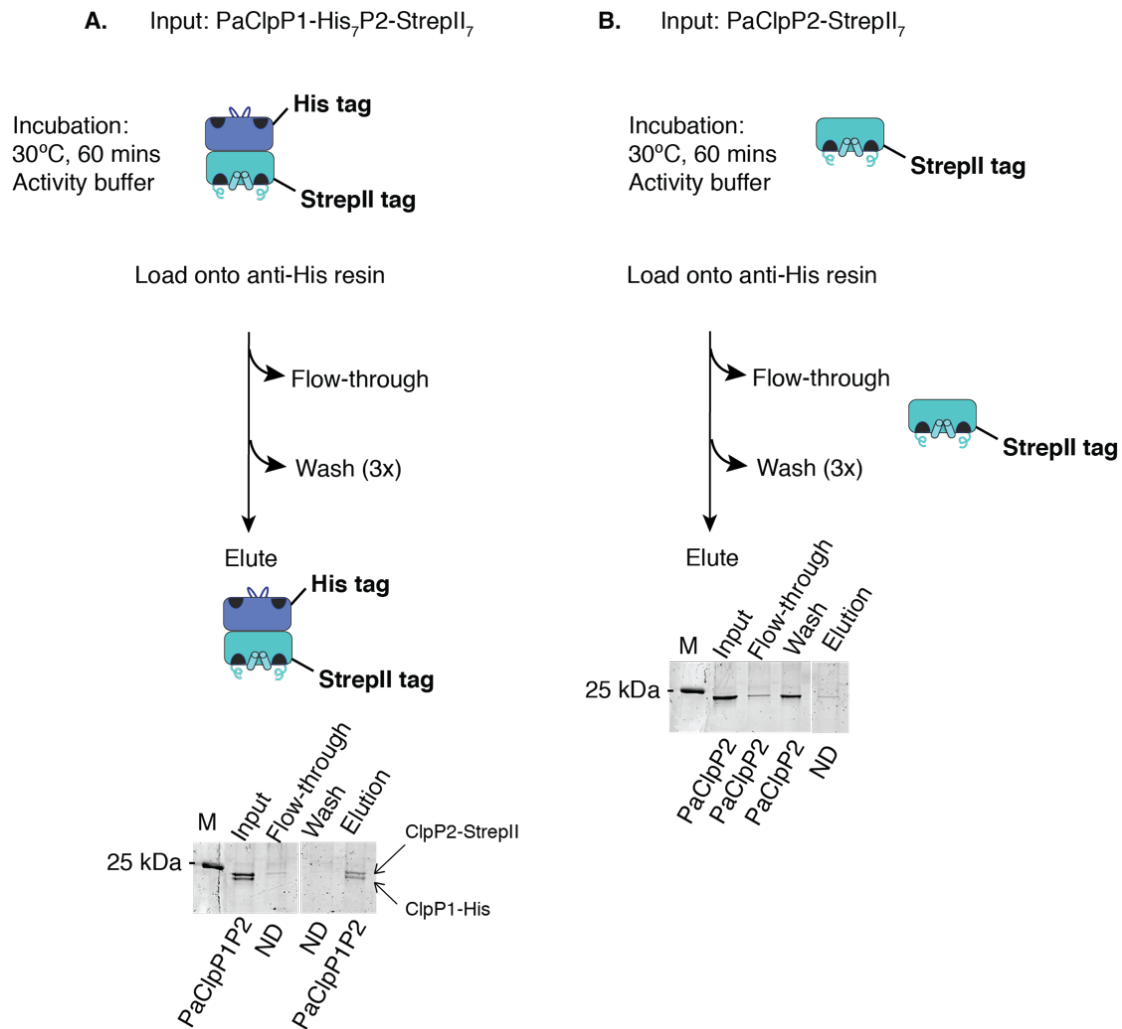 A. Input: PaClpP1-His₇P2-StrepII₇
Incubation:
30ºC, 60 mins
Activity buffer
His tag
StrepII tag
Load onto anti-His resin
Flow-through
Wash (3x)
Elute
His tag
StrepII tag
M Input Flow-through Wash Elution
25 kDa
ClpP2-StrepII
ClpP1-His
PaClpP1P2 ND ND PaClpP1P2
B. Input: PaClpP2-StrepII₇
Incubation:
30ºC, 60 mins
Activity buffer
StrepII tag
Load onto anti-His resin
Flow-through
StrepII tag
Wash (3x)
Elute
M Input Flow-through Wash Elution
25 kDa
PaClpP2 PaClpP2 PaClpP2 ND